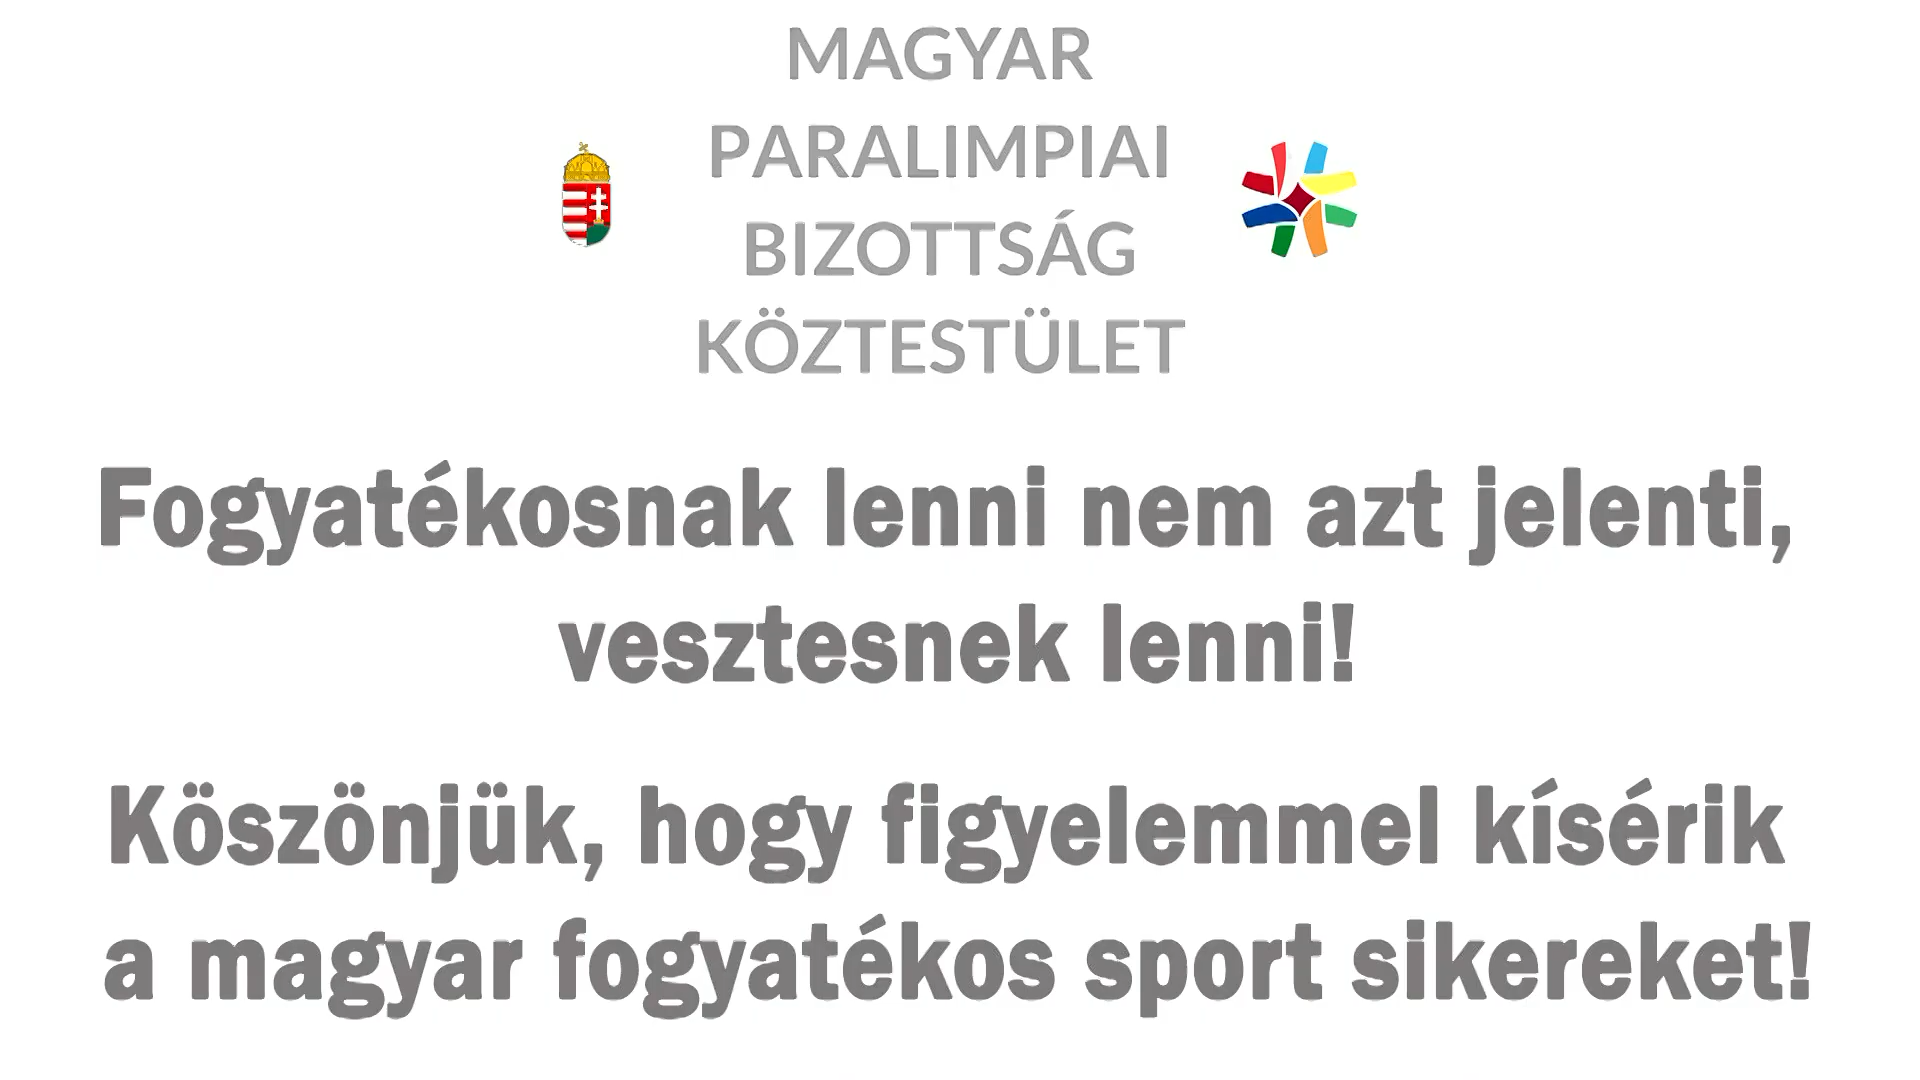 MAGYAR
PARALIMPIAI
BIZOTTSÁG
KÖZTESTÜLET
Fogyatékosnak lenni nem azt jelenti,
vesztesnek lenni!
Köszönjük, hogy figyelemmel kísérik
a magyar fogyatékos sport sikereket!